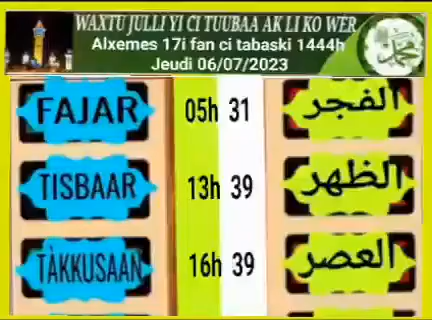 WAXTU JULLI YI CI TUUBAA AK LI KO WER
Alxemes 17i fan ci tabaski 1444h
Jeudi 06/07/2023
FAJAR 05h 31 الفجر
TISBAAR 13h 39 الظهر
TÀKKUSAAN 16h 39 العصر